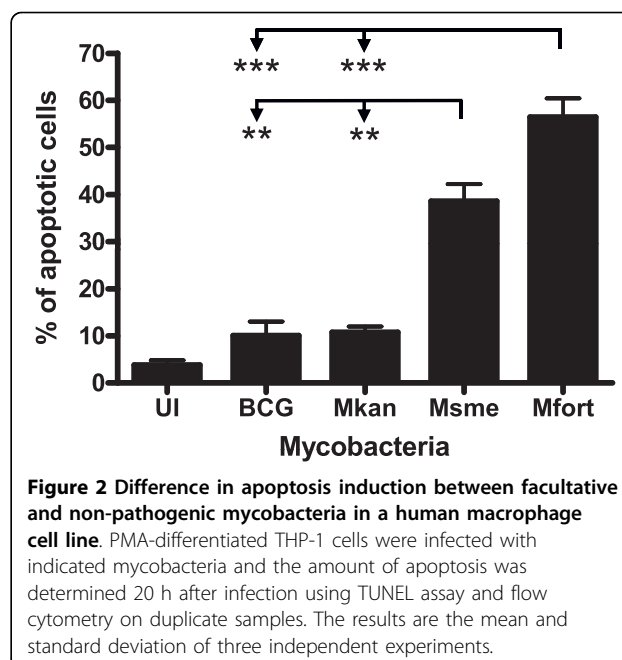 70
60
50
40
30
20
10
0
% of apoptotic cells
*** ***
** **
UI BCG Mkan Msme Mfort
Mycobacteria
Figure 2 Difference in apoptosis induction between facultative
and non-pathogenic mycobacteria in a human macrophage
cell line. PMA-differentiated THP-1 cells were infected with
indicated mycobacteria and the amount of apoptosis was
determined 20 h after infection using TUNEL assay and flow
cytometry on duplicate samples. The results are the mean and
standard deviation of three independent experiments.